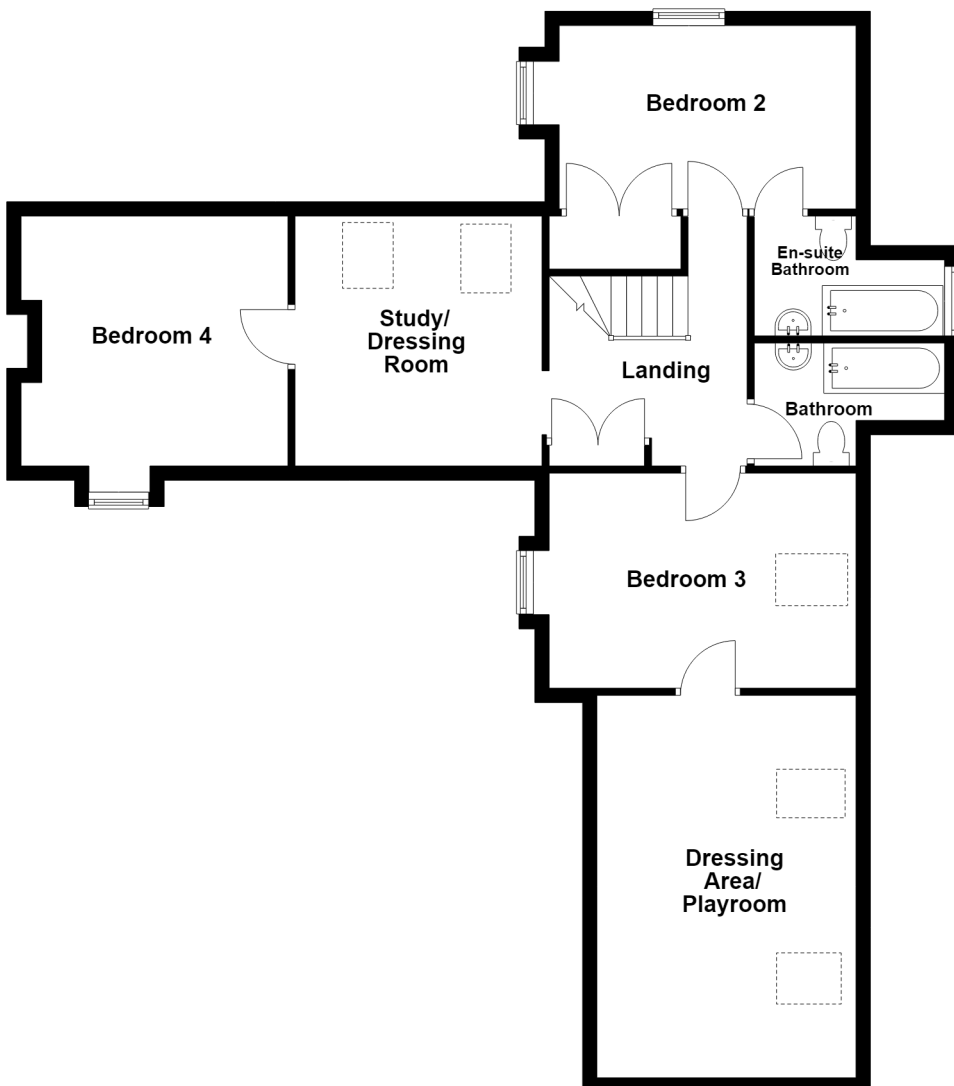 Bedroom 2
En-suite
Bathroom
Bedroom 4
Study/
Dressing
Room
Landing
Bathroom
Bedroom 3
Dressing
Area/
Playroom